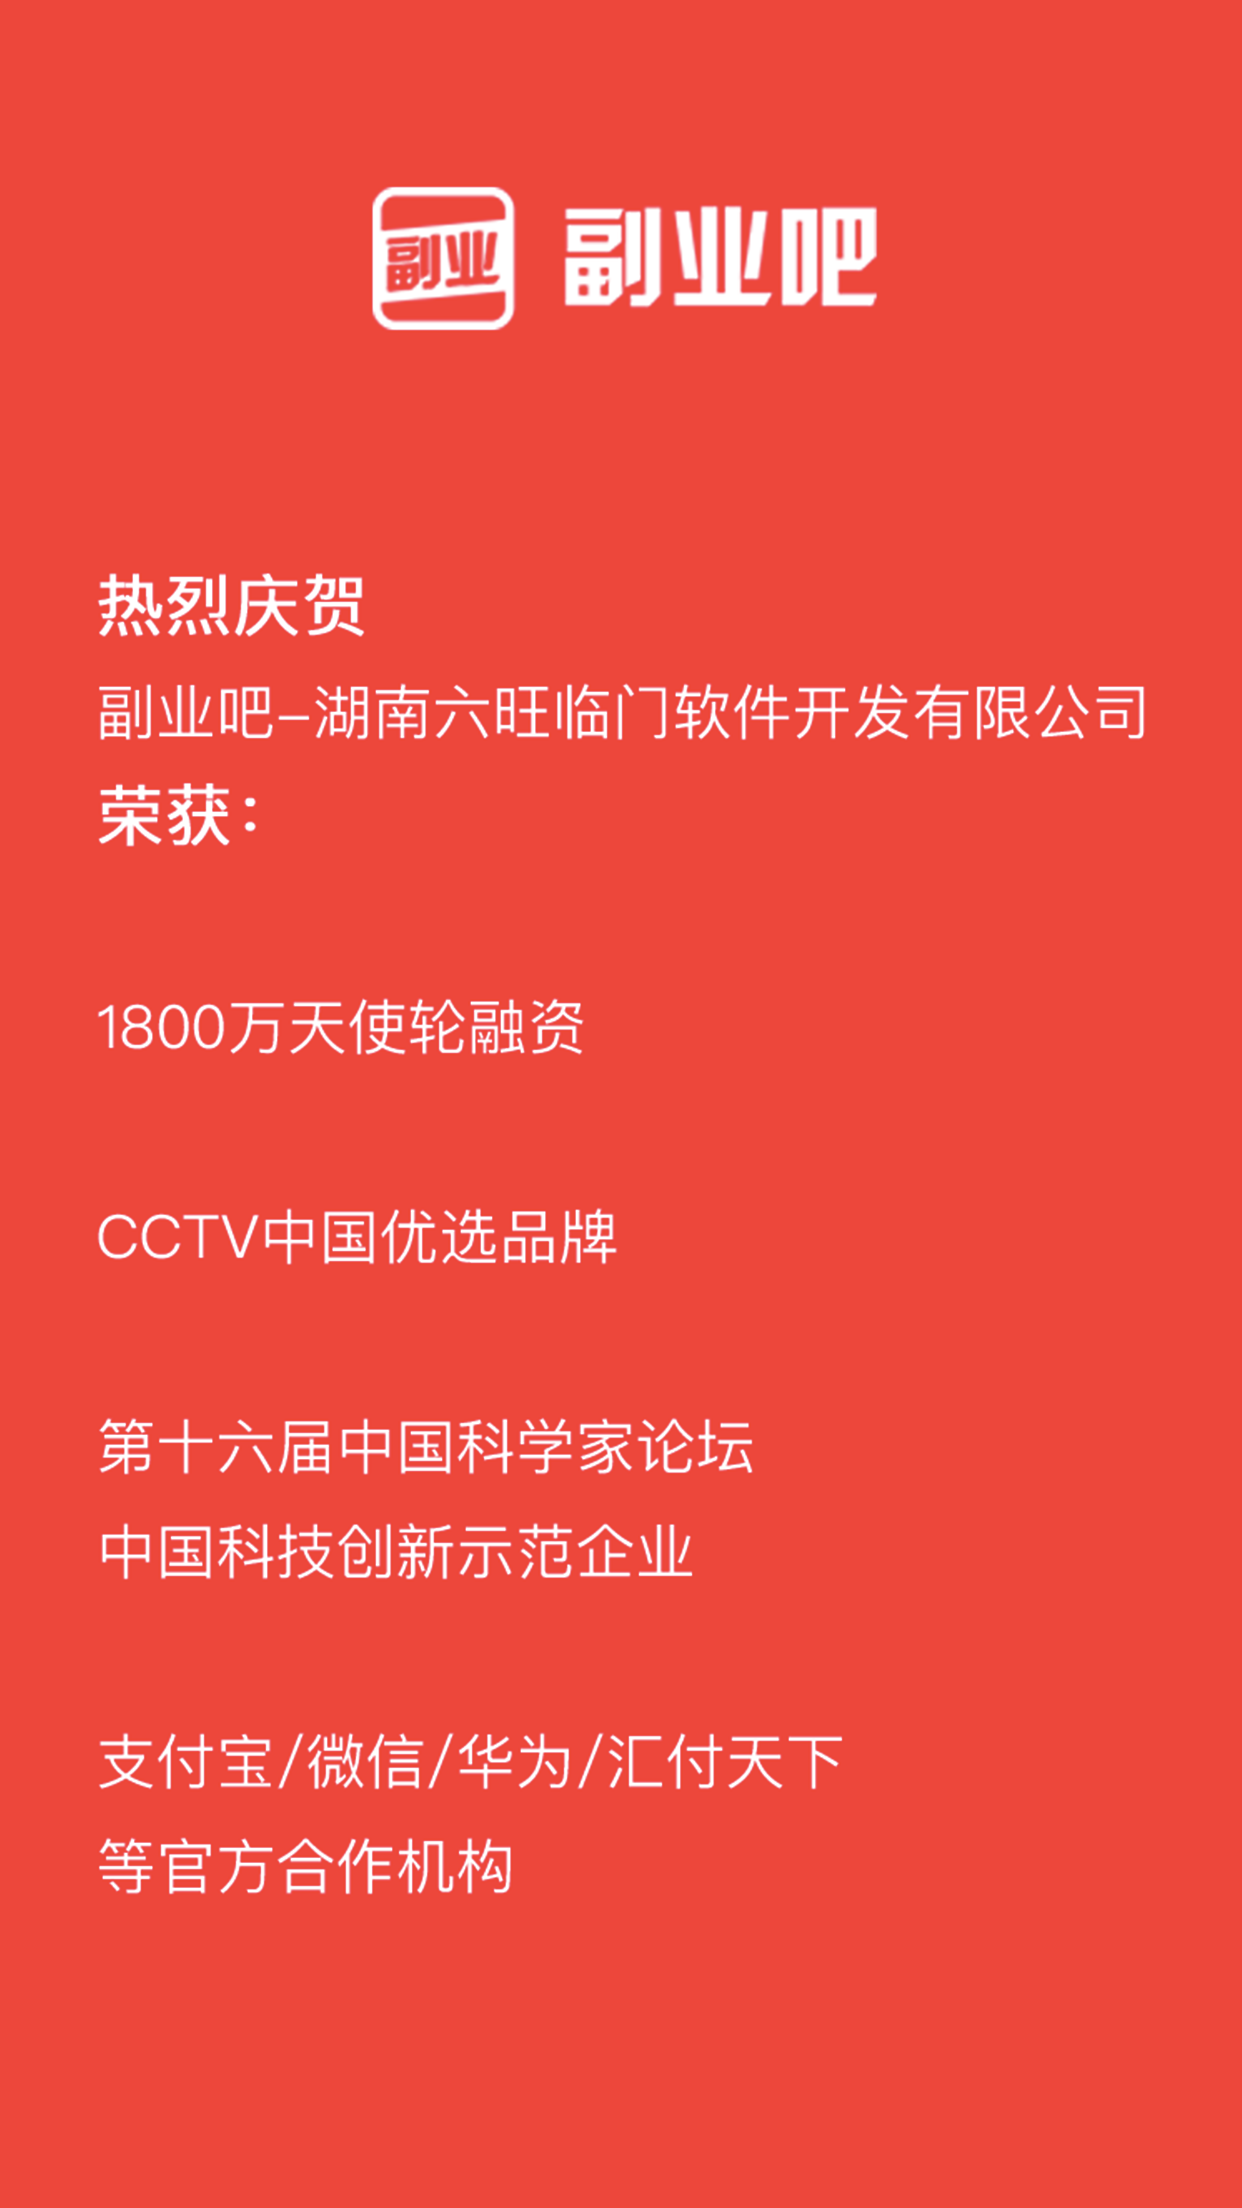 副业 副业吧
热烈庆贺
副业吧-湖南六旺临门软件开发有限公司
荣获：
1800万天使轮融资
CCTV中国优选品牌
第十六届中国科学家论坛
中国科技创新示范企业
支付宝/微信/华为/汇付天下
等官方合作机构